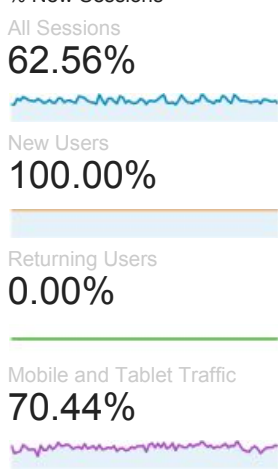 % New Sessions
All Sessions
62.56%
New Users
100.00%
Returning Users
0.00%
Mobile and Tablet Traffic
70.44%